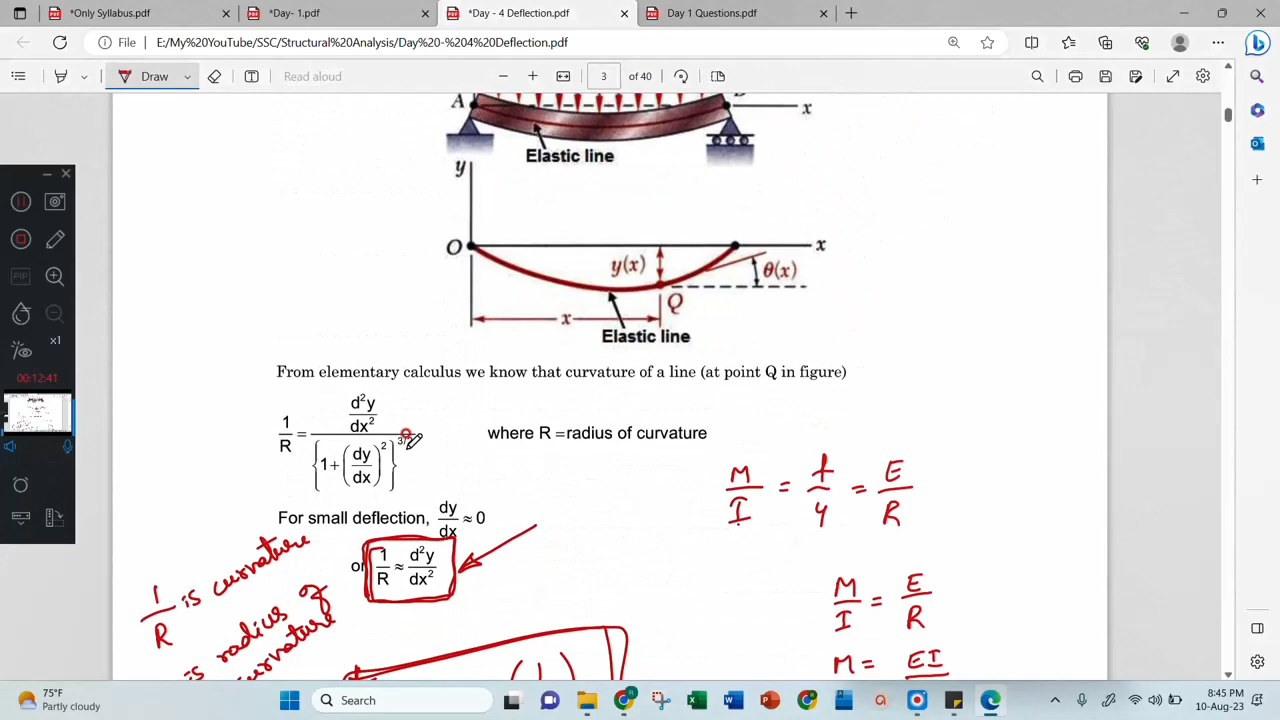 *Only Syllabus.pdf
*Day- 1.pdf
*Day - 4 Deflection.pdf
Day 1 Questions.pdf
File
E:/My%20YouTube/SSC/Structural%20Analysis/Day%20-%204%20Deflection.pdf
Draw
Read aloud
3
of 40
A
x
Elastic line
y
O
x
y(x)
θ(x)
Q
x
Elastic line
PIP
x1
00:12:41
From elementary calculus we know that curvature of a line (at point Q in figure)
1/R = (d²y/dx²) / {1+(dy/dx)²}
where R =radius of curvature
M/I = f/y = E/R
For small deflection, dy/dx ≈ 0
or 1/R ≈ d²y/dx²
1/R is curvature
M/I = E/R
is radius of
curvature
M = EI
75°F
Partly cloudy
Search
8:45 PM
10-Aug-23